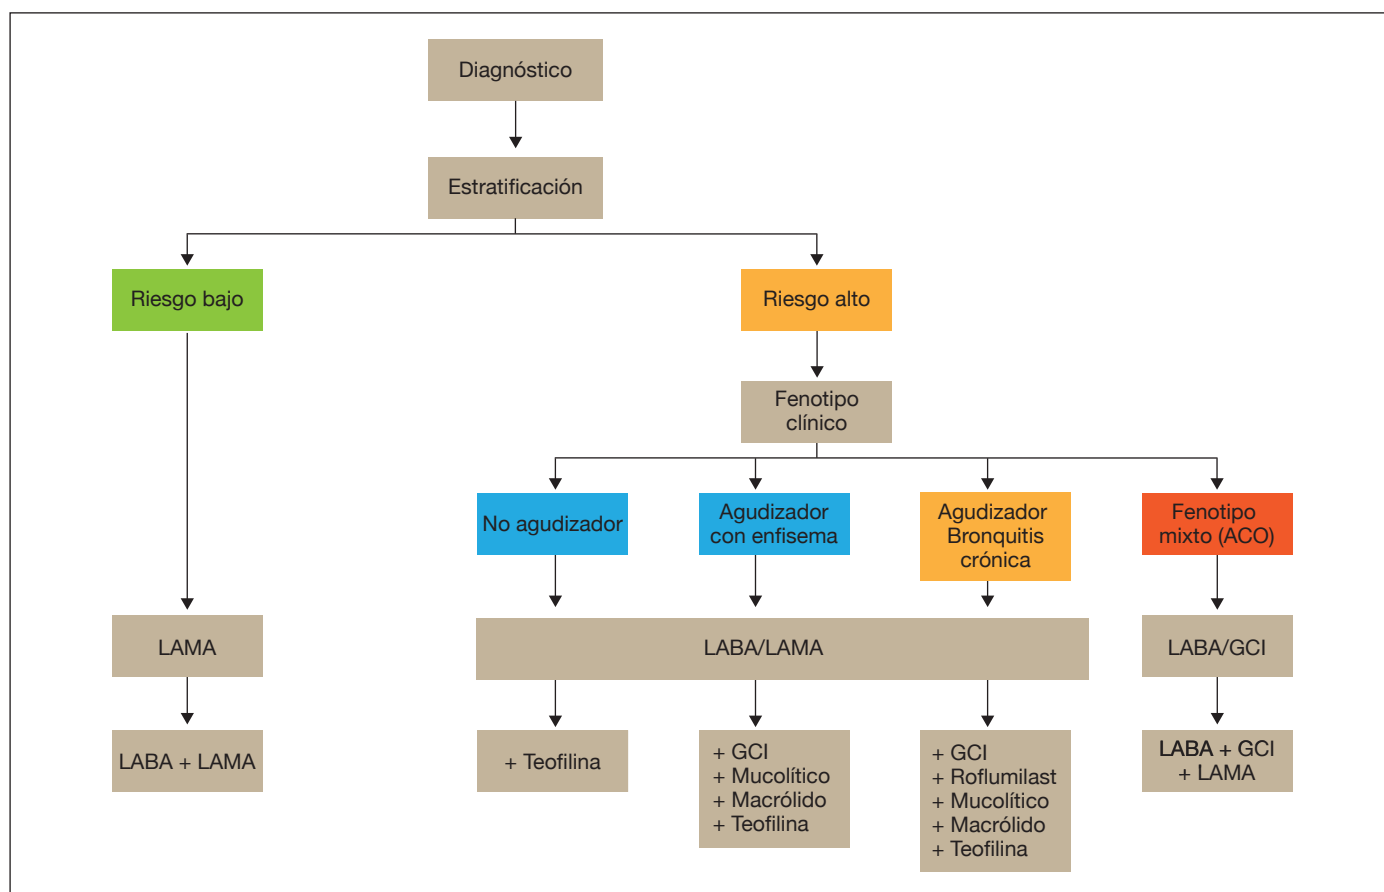 Diagnóstico
Estratificación
Riesgo bajo
Riesgo alto
Fenotipo
clínico
No agudizador
Agudizador
con enfisema
Agudizador
Bronquitis
crónica
Fenotipo
mixto (ACO)
LAMA
LABA/LAMA
LABA/GCI
LABA + LAMA
+ Teofilina
+ GCI
+ Mucolítico
+ Macrólido
+ Teofilina
+ GCI
+ Roflumilast
+ Mucolítico
+ Macrólido
+ Teofilina
LABA + GCI
+ LAMA